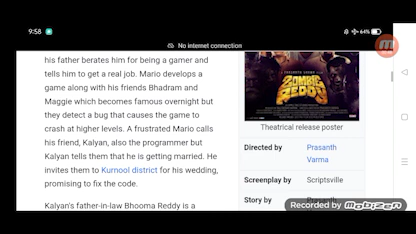 9:58
64%
No internet connection
his father berates him for being a gamer and
tells him to get a real job. Mario develops a
game along with his friends Bhadram and
Maggie which becomes famous overnight but
they detect a bug that causes the game to
crash at higher levels. A frustrated Mario calls
his friend, Kalyan, also the programmer but
Kalyan tells them that he is getting married. He
invites them to Kurnool district for his wedding,
promising to fix the code.
Kalyan's father-in-law Bhooma Reddy is a
PRASANTH VARMA
ZOMBIE
REDDY
Theatrical release poster
Directed by Prasanth
Varma
Screenplay by Scriptsville
Story by Prasanth
Recorded by Mobizen